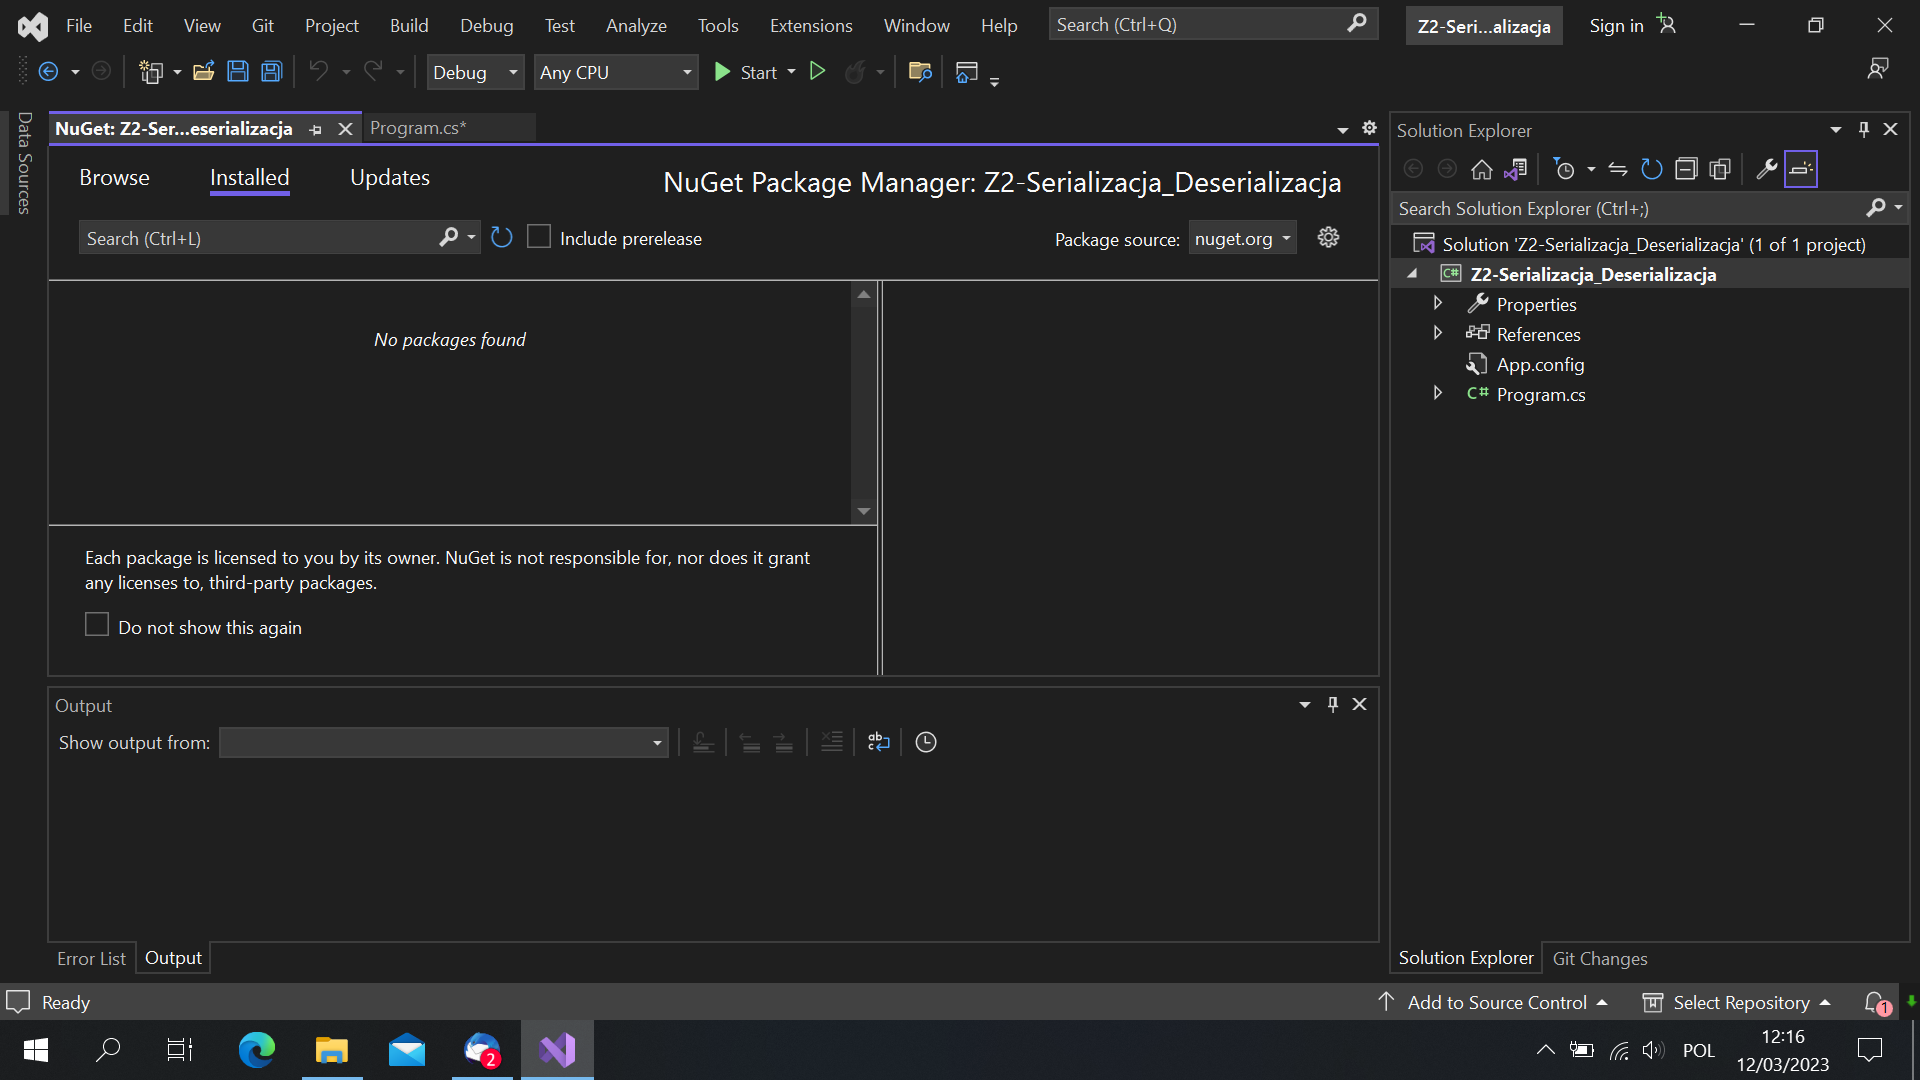 File Edit View Git Project Build Debug Test Analyze Tools Extensions Window Help Search (Ctrl+Q) Z2-Seri...alizacja Sign in
Debug Any CPU Start
Data Sources
NuGet: Z2-Ser...eserializacja Program.cs*
Browse Installed Updates NuGet Package Manager: Z2-Serializacja_Deserializacja
Search (Ctrl+L) Include prerelease Package source: nuget.org
No packages found
Each package is licensed to you by its owner. NuGet is not responsible for, nor does it grant
any licenses to, third-party packages.
Do not show this again
Output
Show output from:
Error List Output
Solution Explorer
Search Solution Explorer (Ctrl+;)
Solution 'Z2-Serializacja_Deserializacja' (1 of 1 project)
C# Z2-Serializacja_Deserializacja
Properties
References
App.config
C# Program.cs
Solution Explorer Git Changes
Ready Add to Source Control Select Repository 1
2 POL 12:16
12/03/2023